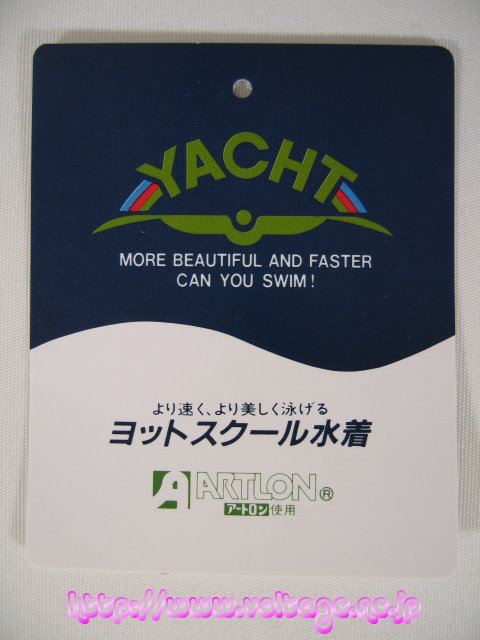 YACHT
MORE BEAUTIFUL AND FASTER
CAN YOU SWIM!
より速く、より美しく泳げる
ヨットスクール水着
A ARTLON®
アートロン使用
http://www.voltage.ne.jp